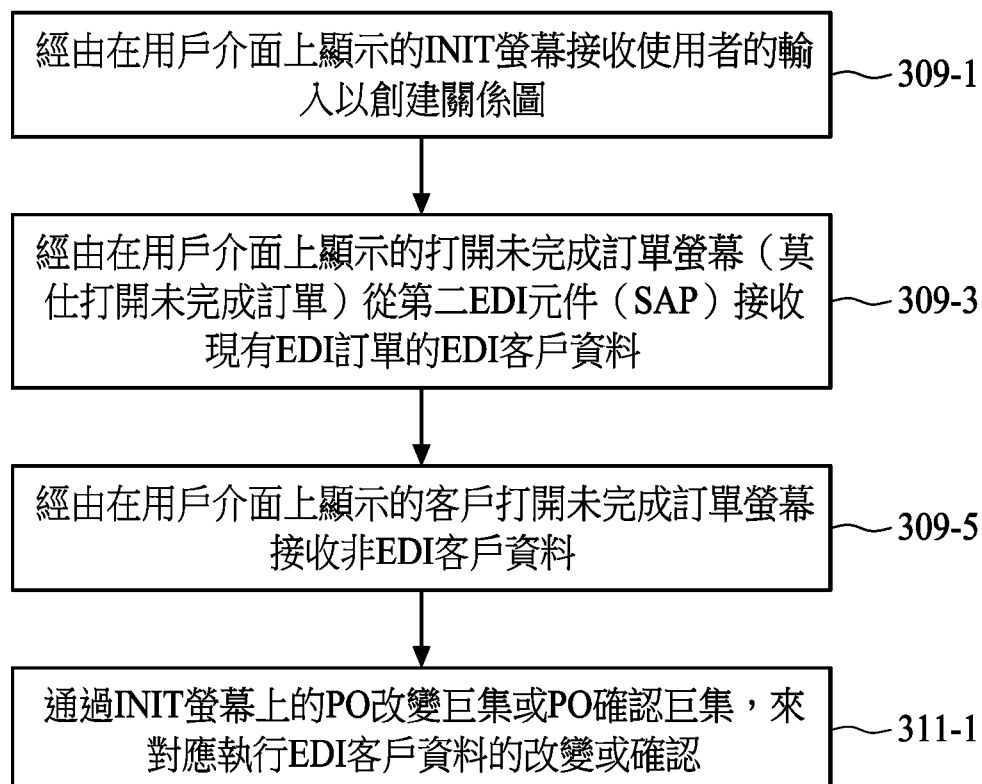 經由在用戶介面上顯示的INIT螢幕接收使用者的輸
入以創建關係圖
309-1
經由在用戶介面上顯示的打開未完成訂單螢幕（莫
仕打開未完成訂單）從第二EDI元件（SAP）接收
現有EDI訂單的EDI客戶資料
309-3
經由在用戶介面上顯示的客戶打開未完成訂單螢幕
接收非EDI客戶資料
309-5
通過INIT螢幕上的PO改變巨集或PO確認巨集，來
對應執行EDI客戶資料的改變或確認
311-1